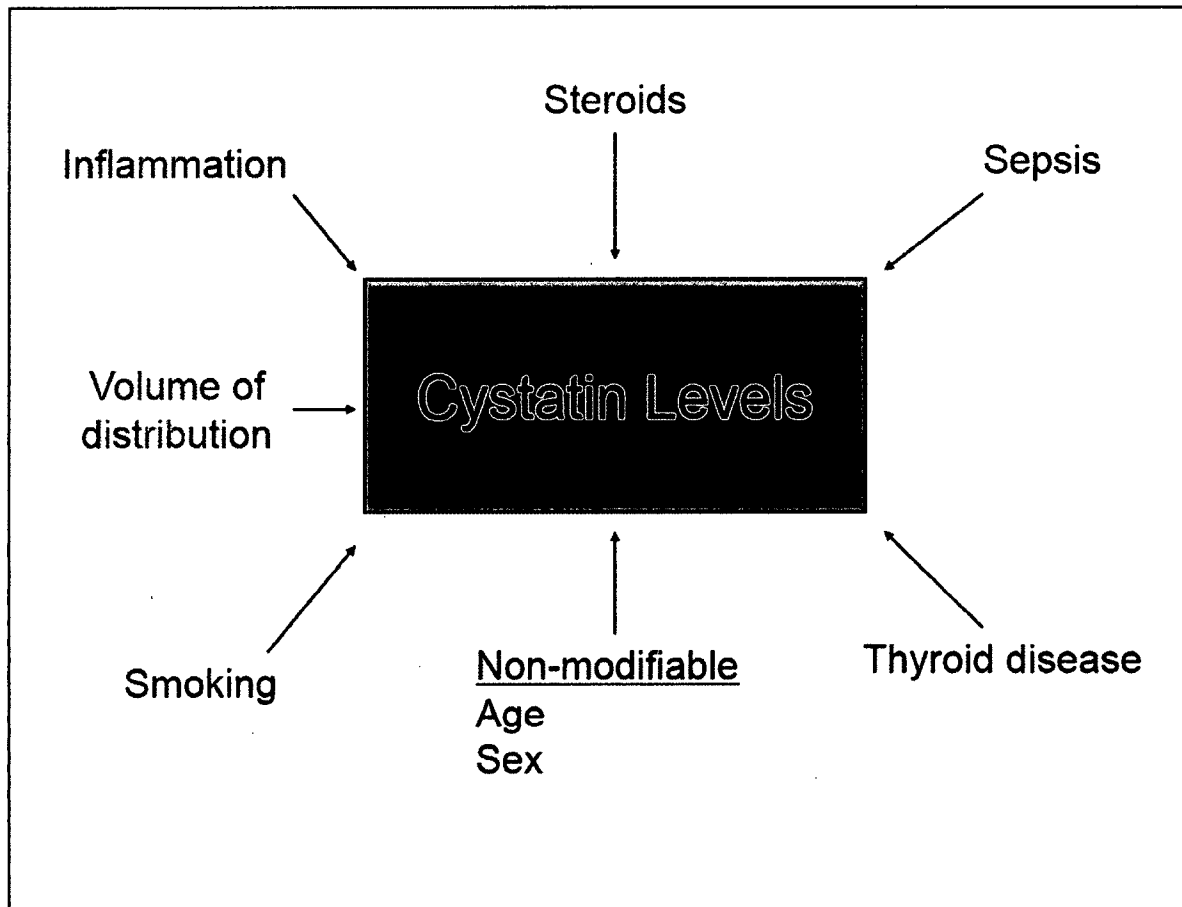 Steroids
Inflammation
Sepsis
Volume of
distribution
Cystatin Levels
Smoking
Non-modifiable
Age
Sex
Thyroid disease